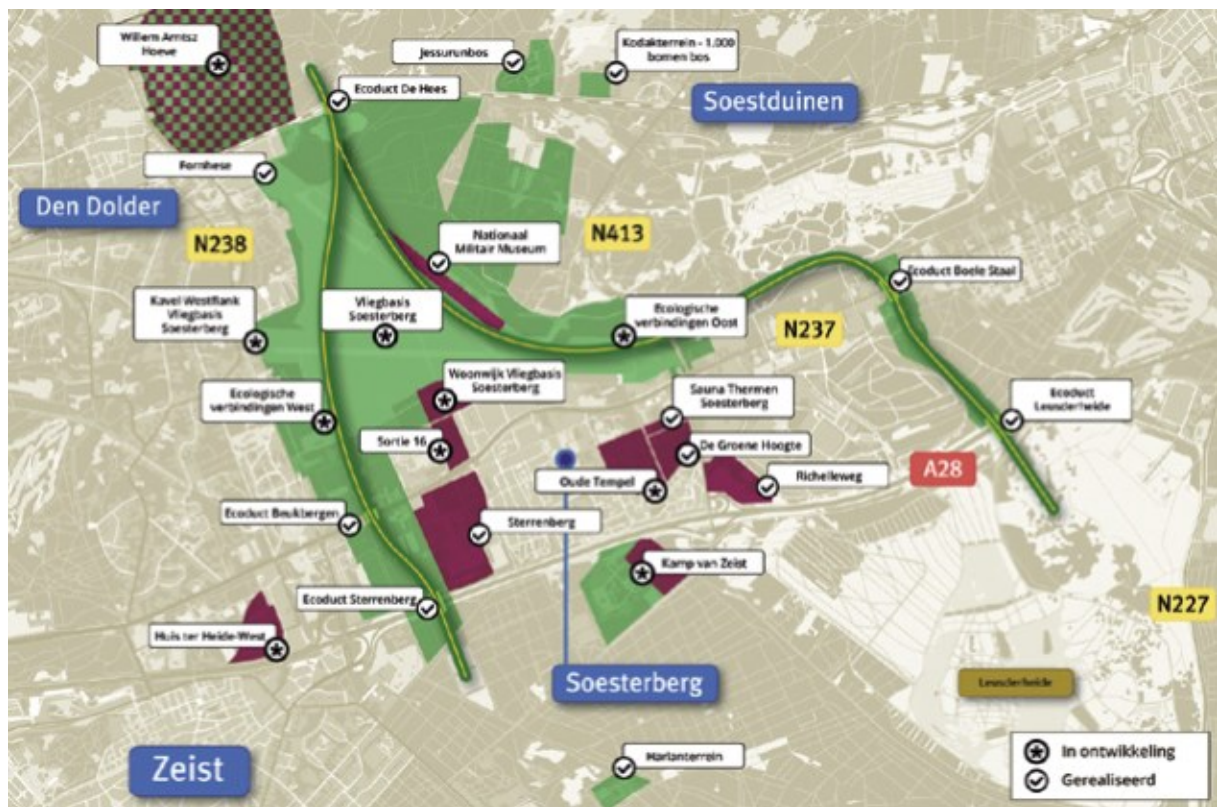 Willem Arntsz
Hoeve
Jessurunbos
Kodakterrein - 1.000
bomen bos
Ecoduct De Hees
Soestduinen
Fornhese
Den Dolder
N238
N413
Nationaal
Militair Museum
Ecoduct Boele Staal
Kavel Westflank
Vliegbasis
Soesterberg
Vliegbasis
Soesterberg
Ecologische
verbindingen Oost
N237
Woonwijk Vliegbasis
Soesterberg
Ecologische
verbindingen West
Sauna Thermen
Soesterberg
Ecoduct
Leusderheide
Sortie 16
De Groene Hoogte
A28
Oude Tempel
Richelleweg
Ecoduct Beukbergen
Sterrenberg
Kamp van Zeist
Ecoduct Sterrenberg
N227
Huis ter Heide-West
Soesterberg
Leusderheide
Zeist
Marianterrein
In ontwikkeling
Gerealiseerd